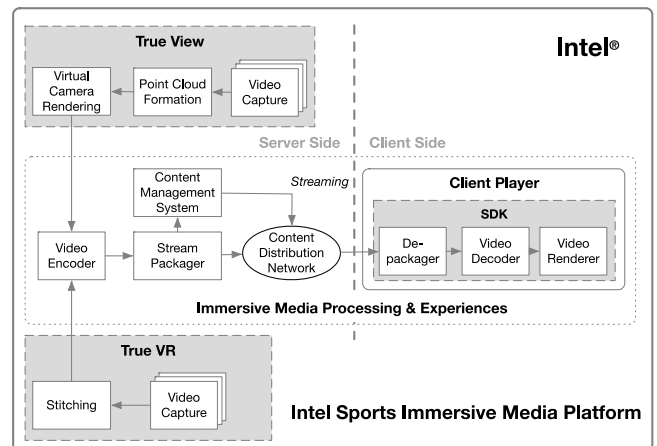 True View
Intel®
Virtual
Camera
Rendering
Point Cloud
Formation
Video
Capture
Server Side
Client Side
Content
Management
System
Streaming
Client Player
SDK
Video
Encoder
Stream
Packager
Content
Distribution
Network
De-
packager
Video
Decoder
Video
Renderer
Immersive Media Processing & Experiences
True VR
Stitching
Video
Capture
Intel Sports Immersive Media Platform